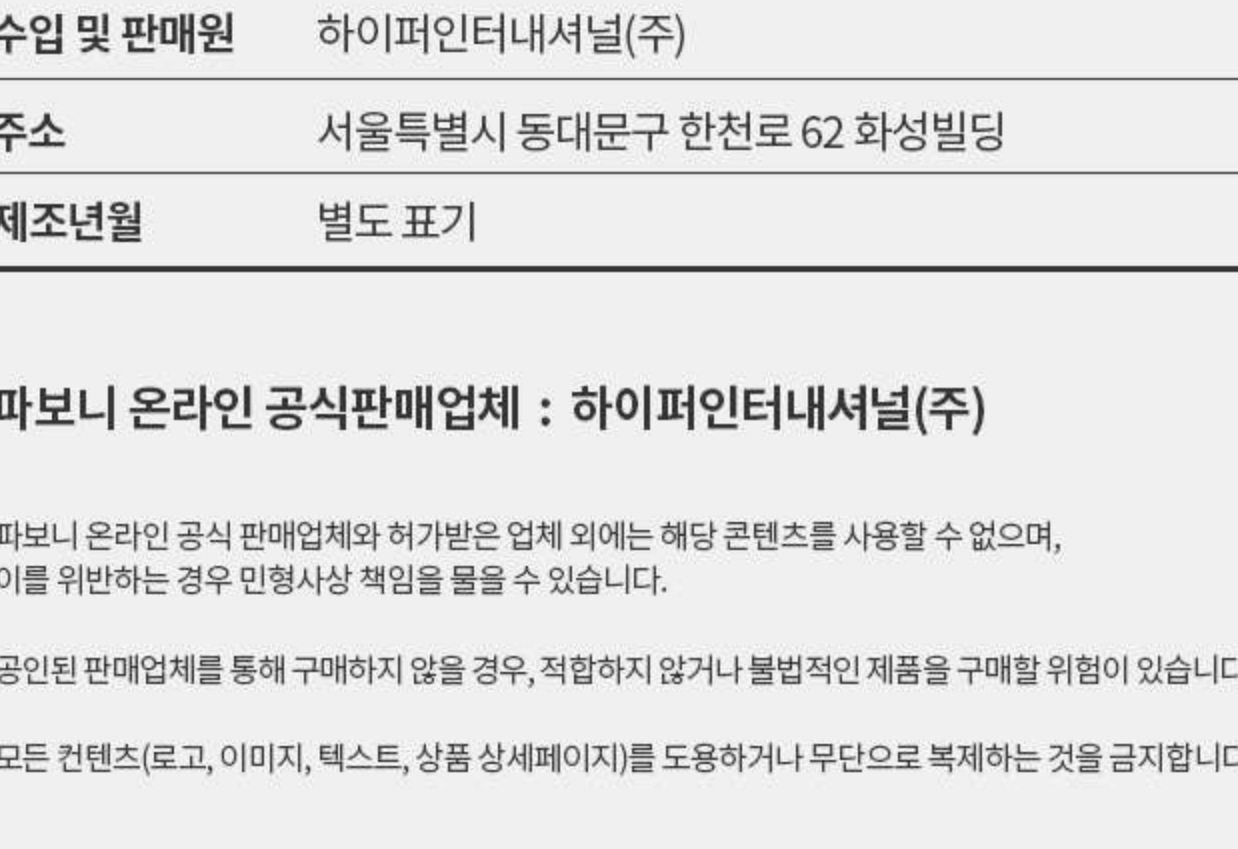 수입 및 판매원 하이퍼인터내셔널(주)
주소 서울특별시 동대문구 한천로 62 화성빌딩
제조년월 별도 표기
파보니 온라인 공식판매업체 : 하이퍼인터내셔널(주)
파보니 온라인 공식 판매업체와 허가받은 업체 외에는 해당 콘텐츠를 사용할 수 없으며,
이를 위반하는 경우 민형사상 책임을 물을 수 있습니다.
공인된 판매업체를 통해 구매하지 않을 경우, 적합하지 않거나 불법적인 제품을 구매할 위험이 있습니다
모든 컨텐츠(로고, 이미지, 텍스트, 상품 상세페이지)를 도용하거나 무단으로 복제하는 것을 금지합니다